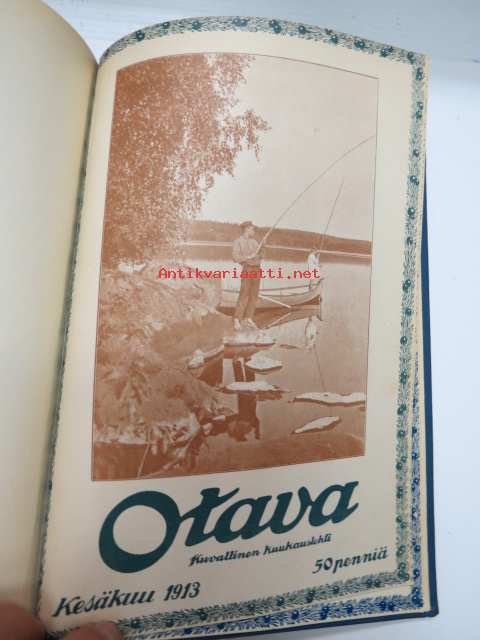 Antikvariaatti.net
Otava
Kuvallinen kuukauslehti
50 penniä
Kesäkuu 1913